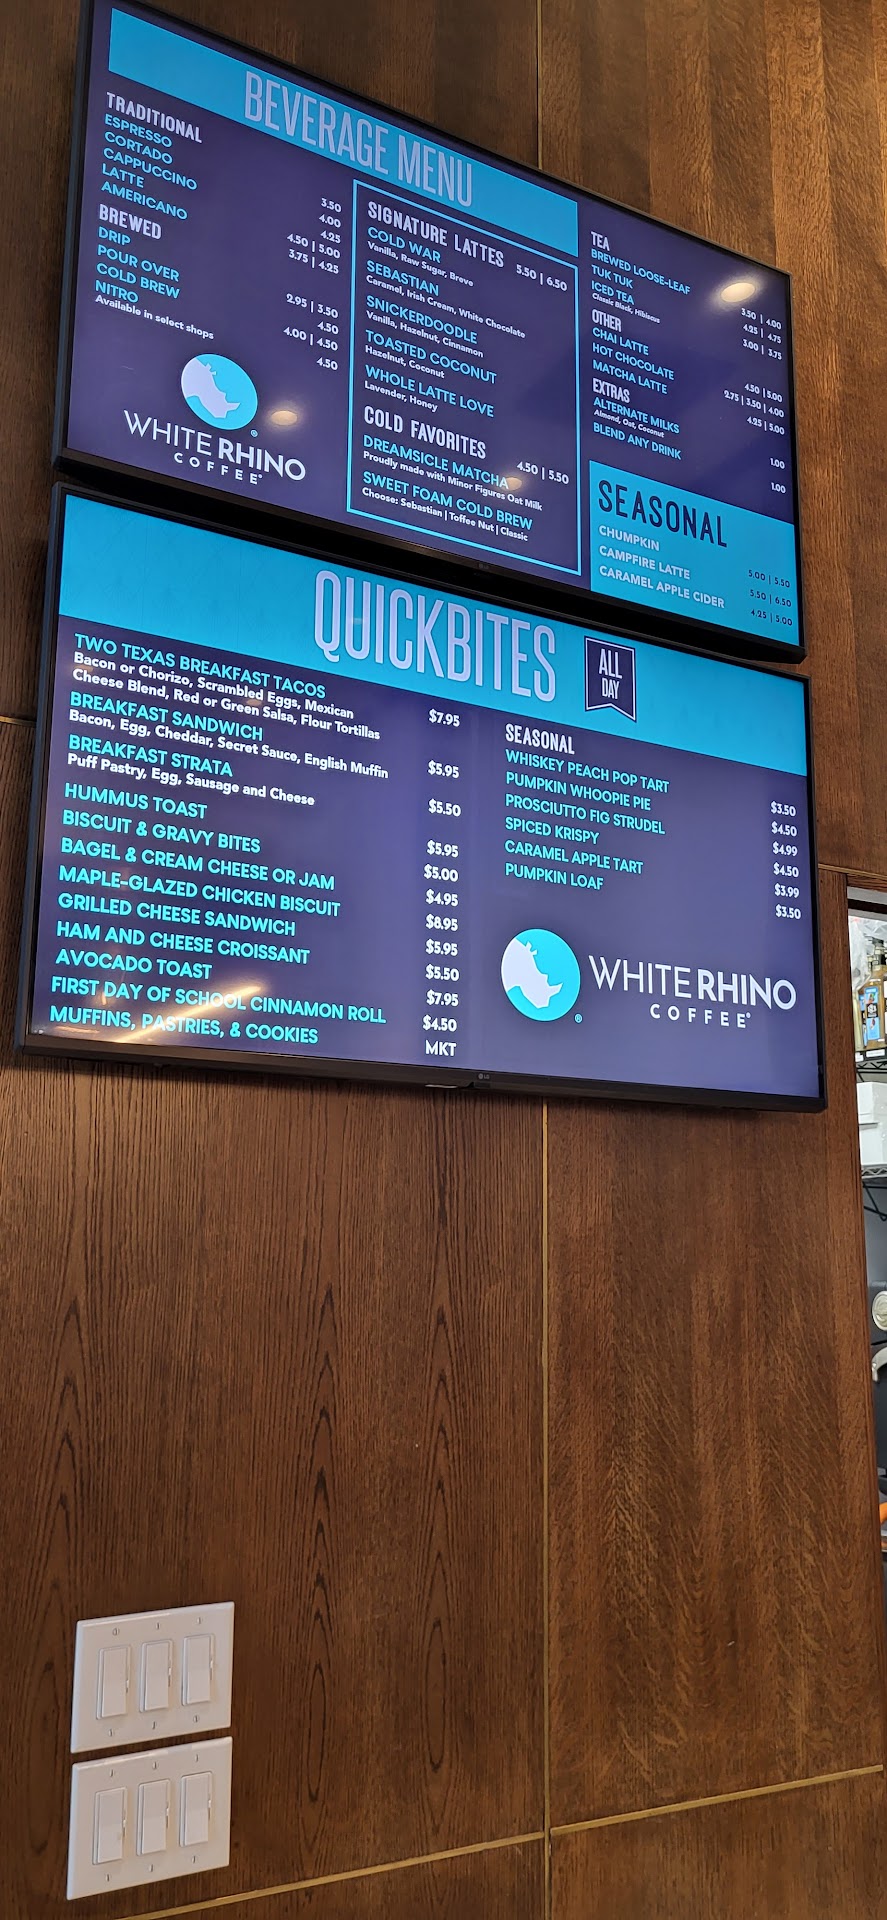 BEVERAGE MENU
TRADITIONAL
ESPRESSO 3.50
CORTADO 4.00
CAPPUCCINO 4.25
LATTE 4.50 | 5.00
AMERICANO 3.75 | 4.25
BREWED
DRIP 2.95 | 3.50
POUR OVER 4.50
COLD BREW 4.00 | 4.50
NITRO 4.50
Available in select shops
WHITE RHINO
COFFEE®
SIGNATURE LATTES 5.50 | 6.50
COLD WAR
Vanilla, Raw Sugar, Breve
SEBASTIAN
Caramel, Irish Cream, White Chocolate
SNICKERDOODLE
Vanilla, Hazelnut, Cinnamon
TOASTED COCONUT
Hazelnut, Coconut
WHOLE LATTE LOVE
Lavender, Honey
COLD FAVORITES 4.50 | 5.50
DREAMSICLE MATCHA
Proudly made with Minor Figures Oat Milk
SWEET FOAM COLD BREW
Choose: Sebastian | Toffee Nut | Classic
TEA
BREWED LOOSE-LEAF 3.50 | 4.00
TUK TUK 4.25 | 4.75
ICED TEA 3.00 | 3.75
Classic Black, Hibiscus
OTHER
CHAI LATTE 4.50 | 5.00
HOT CHOCOLATE 2.75 | 3.50 | 4.00
MATCHA LATTE 4.25 | 5.00
EXTRAS
ALTERNATE MILKS 1.00
Almond, Oat, Coconut
BLEND ANY DRINK 1.00
SEASONAL
CHUMPKIN 5.00 | 5.50
CAMPFIRE LATTE 5.50 | 6.50
CARAMEL APPLE CIDER 4.25 | 5.00
QUICKBITES
ALL
DAY
TWO TEXAS BREAKFAST TACOS $7.95
Bacon or Chorizo, Scrambled Eggs, Mexican
Cheese Blend, Red or Green Salsa, Flour Tortillas
BREAKFAST SANDWICH $5.95
Bacon, Egg, Cheddar, Secret Sauce, English Muffin
BREAKFAST STRATA $5.50
Puff Pastry, Egg, Sausage and Cheese
HUMMUS TOAST $5.95
BISCUIT & GRAVY BITES $5.00
BAGEL & CREAM CHEESE OR JAM $4.95
MAPLE-GLAZED CHICKEN BISCUIT $8.95
GRILLED CHEESE SANDWICH $5.95
HAM AND CHEESE CROISSANT $5.50
AVOCADO TOAST $7.95
FIRST DAY OF SCHOOL CINNAMON ROLL $4.50
MUFFINS, PASTRIES, & COOKIES MKT
SEASONAL
WHISKEY PEACH POP TART $3.50
PUMPKIN WHOOPIE PIE $4.50
PROSCIUTTO FIG STRUDEL $4.99
SPICED KRISPY $4.50
CARAMEL APPLE TART $3.99
PUMPKIN LOAF $3.50
WHITE RHINO
COFFEE®
LG